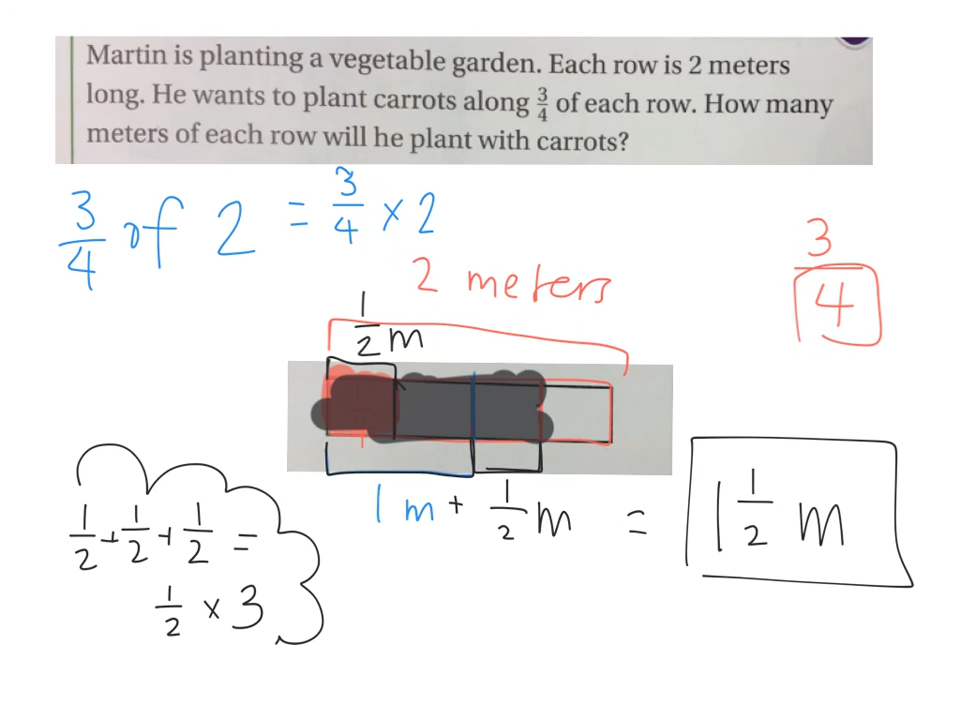 Martin is planting a vegetable garden. Each row is 2 meters
long. He wants to plant carrots along 3/4 of each row. How many
meters of each row will he plant with carrots?
3/4 of 2 = 3/4 × 2
3/4
2 meters
1/2 m
1 m + 1/2 m = 1 1/2 m
1/2 + 1/2 + 1/2 =
1/2 × 3